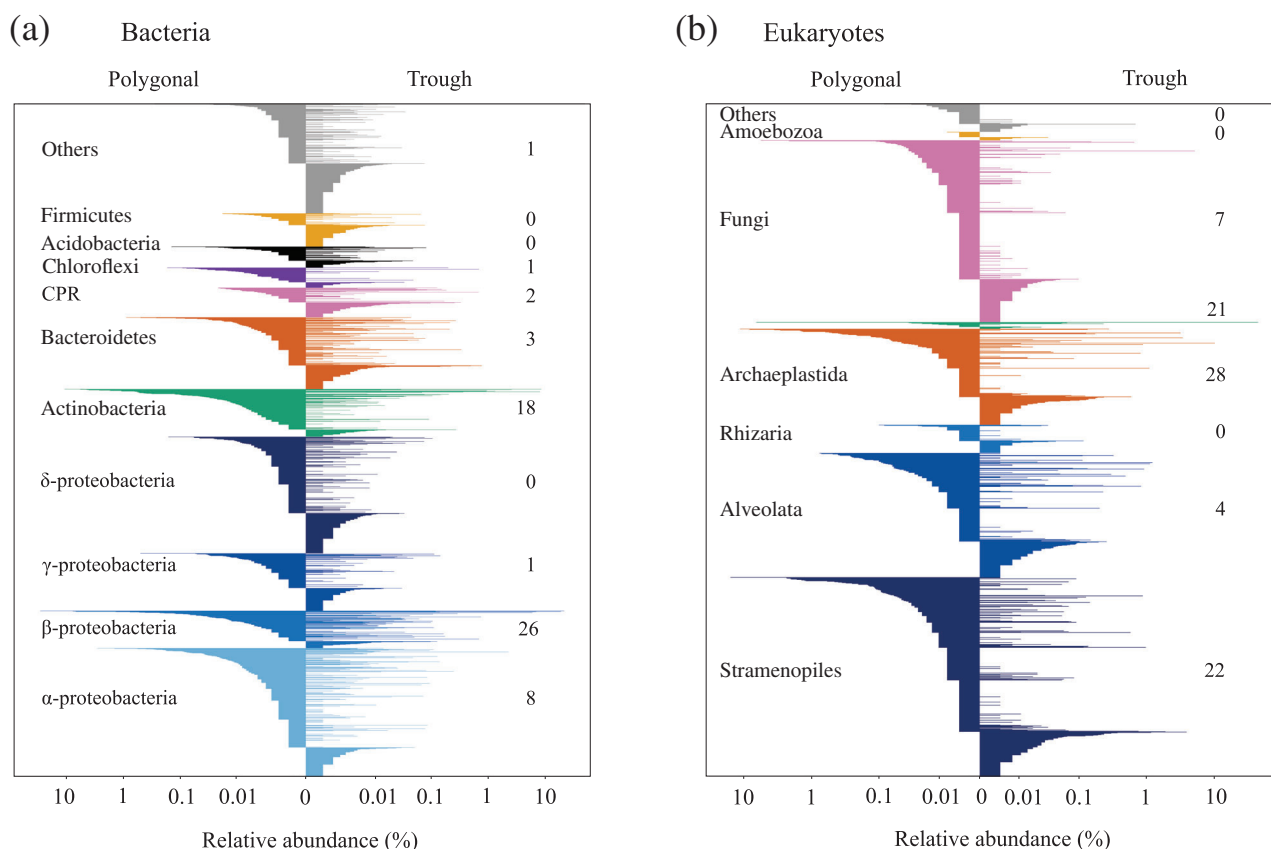 (a) Bacteria
Polygonal Trough
Others 1
Firmicutes 0
Acidobacteria 0
Chloroflexi 1
CPR 2
Bacteroidetes 3
Actinobacteria 18
δ-proteobacteria 0
γ-proteobacteria 1
β-proteobacteria 26
α-proteobacteria 8
10 1 0.1 0.01 0 0.01 0.1 1 10
Relative abundance (%)
(b) Eukaryotes
Polygonal Trough
Others 0
Amoebozoa 0
Fungi 7
21
Archaeplastida 28
Rhizaria 0
Alveolata 4
Stramenopiles 22
10 1 0.1 0.01 0 0.01 0.1 1 10
Relative abundance (%)